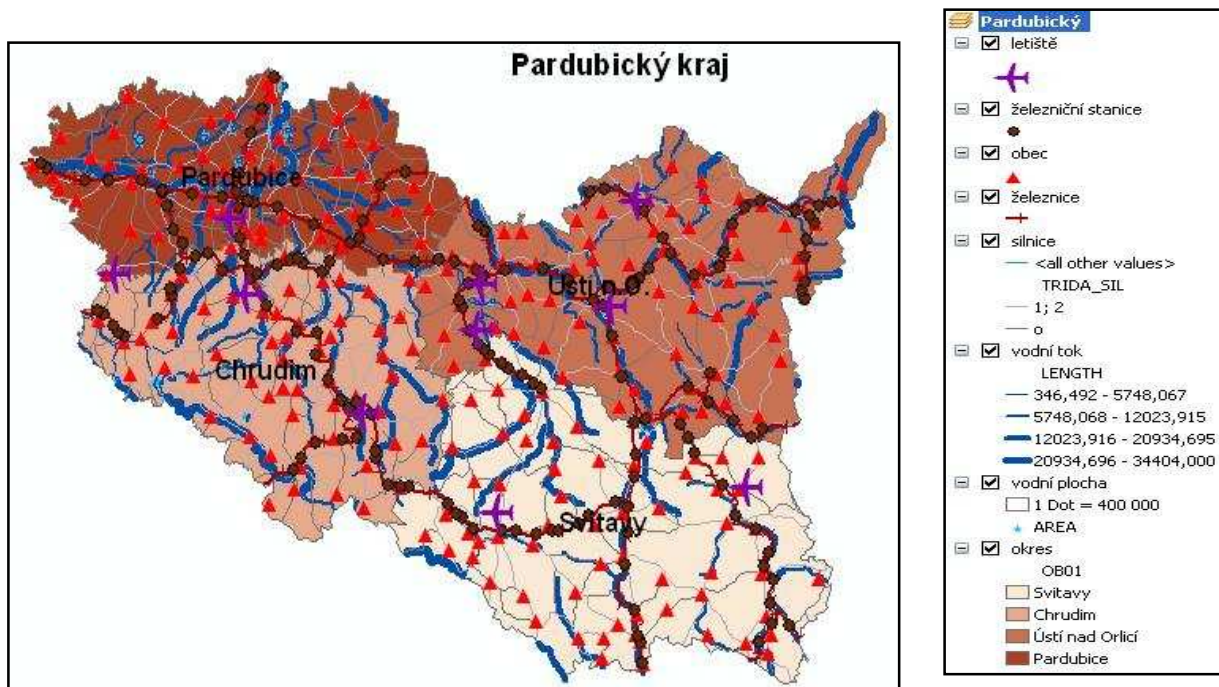 Pardubický kraj
Pardubice
Ústí n.O.
Chrudim
Svitavy
Pardubický
letiště
železniční stanice
obec
železnice
silnice
<all other values>
TRIDA_SIL
1; 2
o
vodní tok
LENGTH
346,492 - 5748,067
5748,068 - 12023,915
12023,916 - 20934,695
20934,696 - 34404,000
vodní plocha
1 Dot = 400 000
AREA
okres
OB01
Svitavy
Chrudim
Ústí nad Orlicí
Pardubice